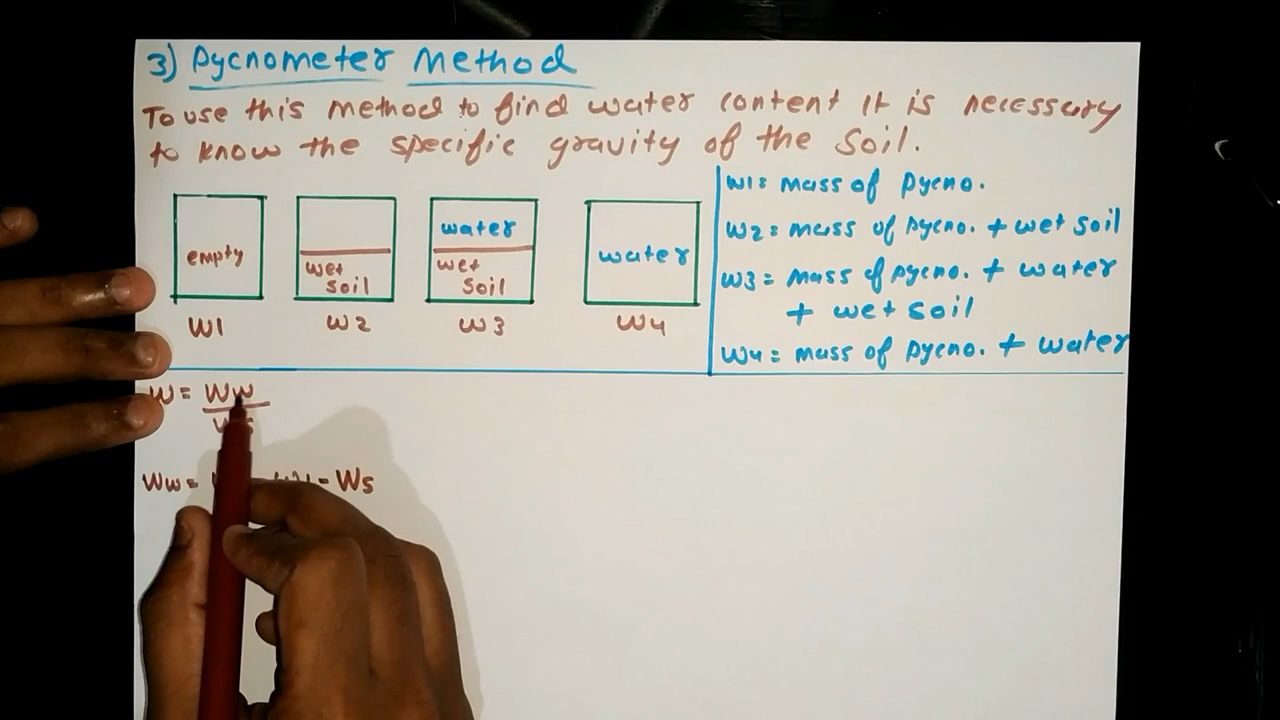 3) Pycnometer Method
To use this method to find water content it is necessary
to know the specific gravity of the soil.
empty
wet
soil
water
wet
soil
water
W1
W2
W3
W4
W1= mass of pycno.
W2= mass of pycno. + wet soil
W3= mass of pycno. + water
+ wet soil
W4= mass of pycno. + water
W= Ww
Ww= - Ws